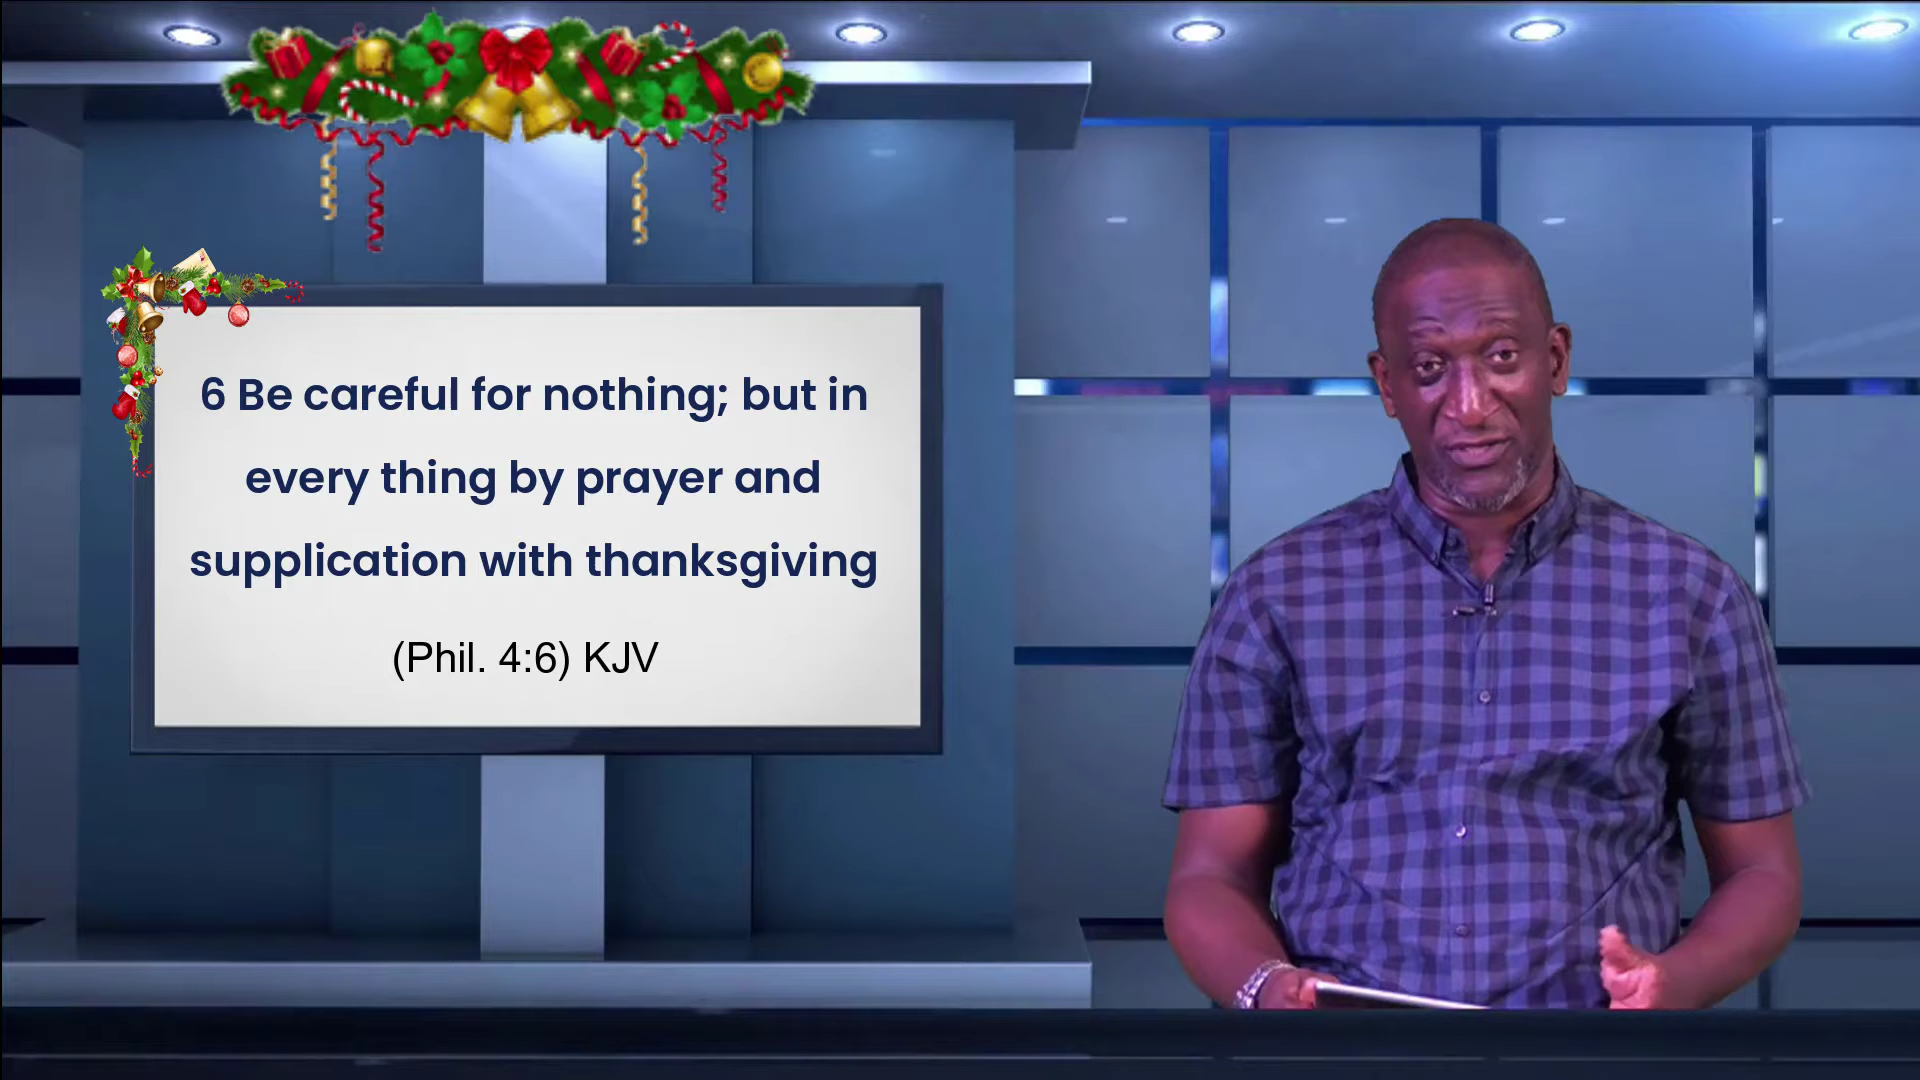 6 Be careful for nothing; but in
every thing by prayer and
supplication with thanksgiving
(Phil. 4:6) KJV